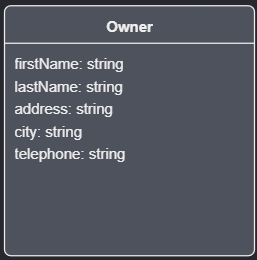 Owner
firstName: string
lastName: string
address: string
city: string
telephone: string